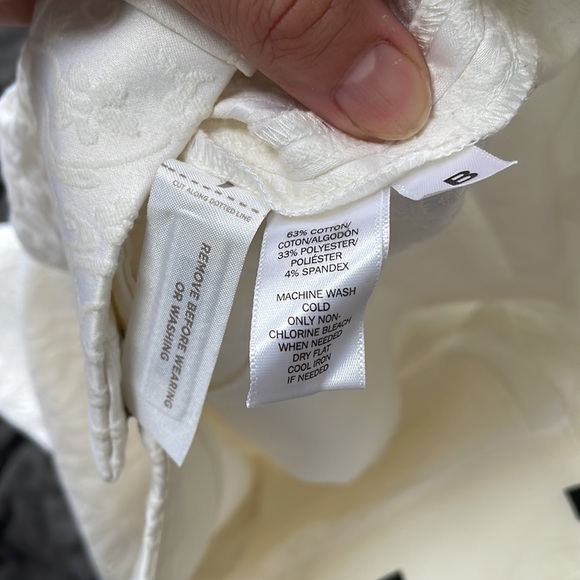 CUT ALONG DOTTED LINE
REMOVE BEFORE WEARING
OR WASHING
63% COTTON/
COTON/ALGODÓN
33% POLYESTER/
POLIÉSTER
4% SPANDEX
MACHINE WASH
COLD
ONLY NON-
CHLORINE BLEACH
WHEN NEEDED
DRY FLAT
COOL IRON
IF NEEDED
B